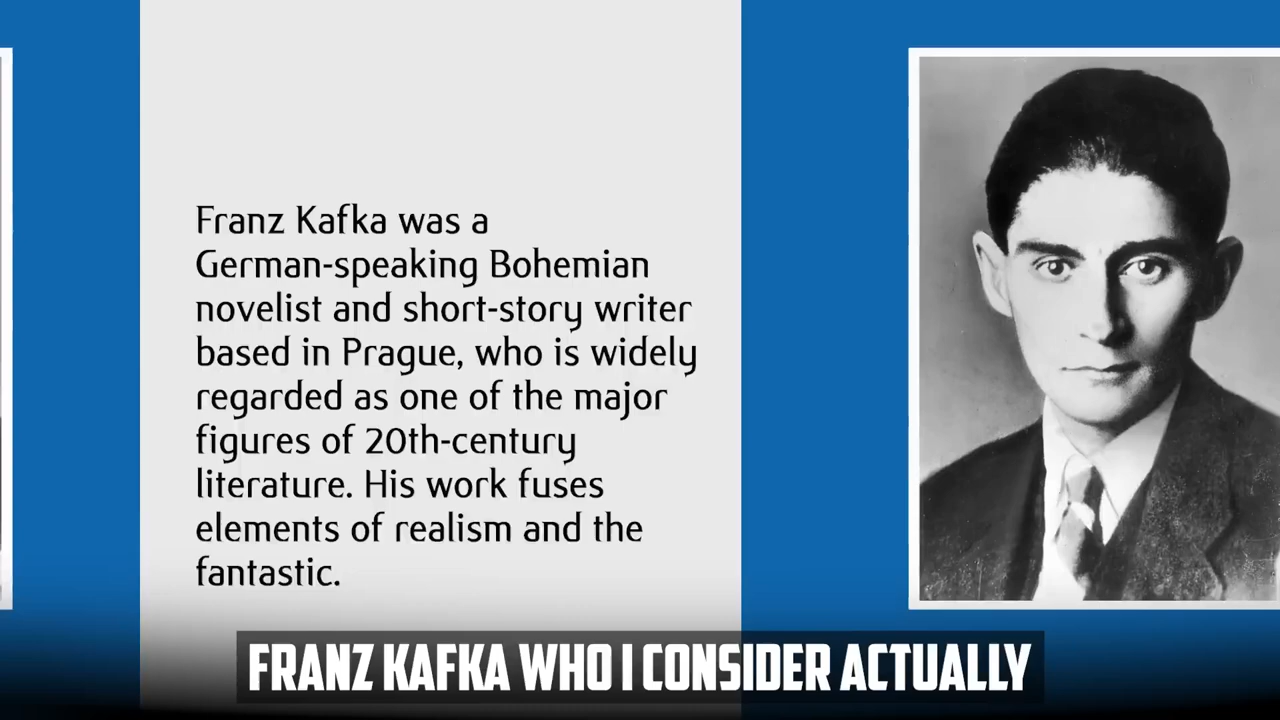 Franz Kafka was a
German-speaking Bohemian
novelist and short-story writer
based in Prague, who is widely
regarded as one of the major
figures of 20th-century
literature. His work fuses
elements of realism and the
fantastic.
FRANZ KAFKA WHO I CONSIDER ACTUALLY